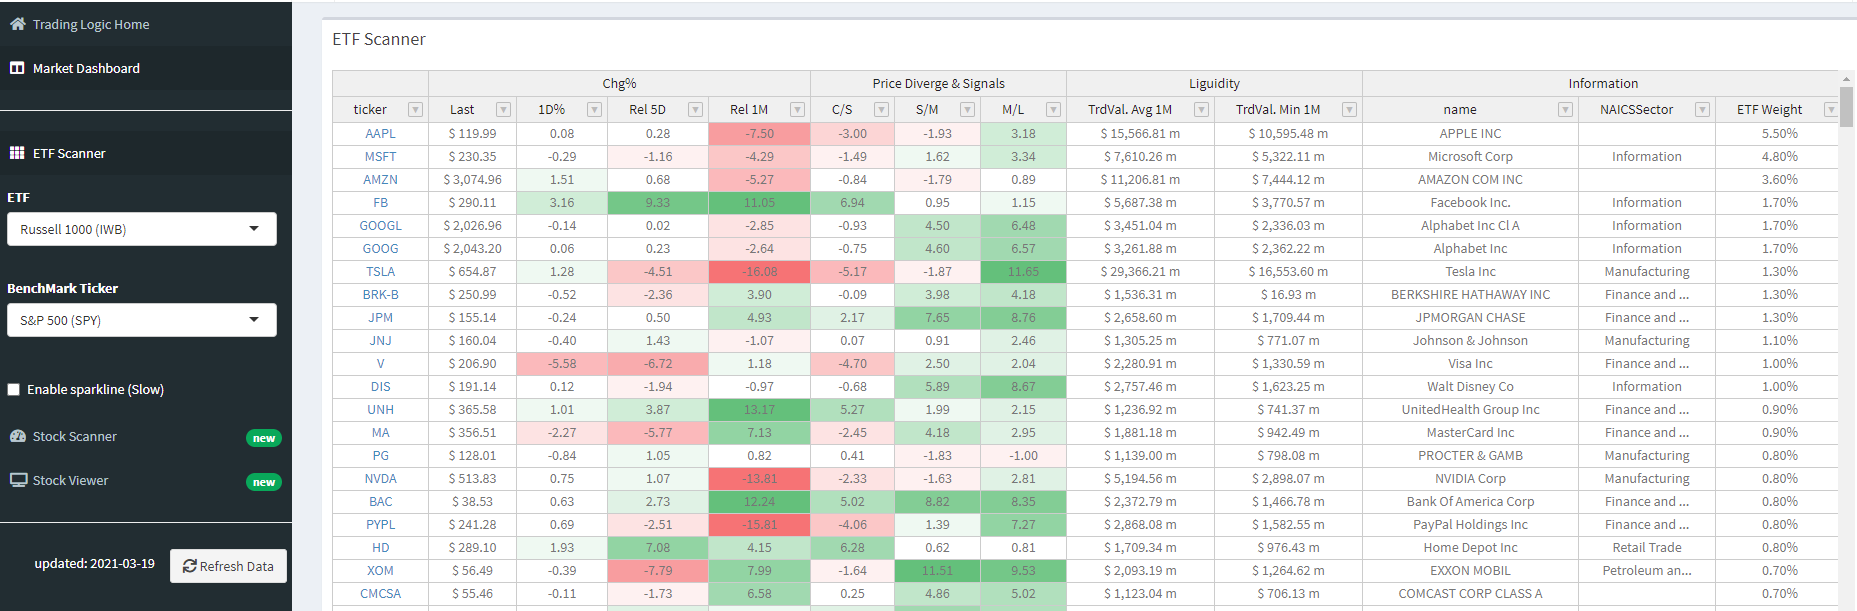 Trading Logic Home
Market Dashboard
ETF Scanner
ETF
Russell 1000 (IWB)
BenchMark Ticker
S&P 500 (SPY)
Enable sparkline (Slow)
Stock Scanner new
Stock Viewer new
updated: 2021-03-19 Refresh Data
ETF Scanner
Chg% Price Diverge & Signals Liguidity Information
ticker Last 1D% Rel 5D Rel 1M C/S S/M M/L TrdVal. Avg 1M TrdVal. Min 1M name NAICSSector ETF Weight
AAPL $ 119.99 0.08 0.28 -7.50 -3.00 -1.93 3.18 $ 15,566.81 m $ 10,595.48 m APPLE INC 5.50%
MSFT $ 230.35 -0.29 -1.16 -4.29 -1.49 1.62 3.34 $ 7,610.26 m $ 5,322.11 m Microsoft Corp Information 4.80%
AMZN $ 3,074.96 1.51 0.68 -5.27 -0.84 -1.79 0.89 $ 11,206.81 m $ 7,444.12 m AMAZON COM INC 3.60%
FB $ 290.11 3.16 9.33 11.05 6.94 0.95 1.15 $ 5,687.38 m $ 3,770.57 m Facebook Inc. Information 1.70%
GOOGL $ 2,026.96 -0.14 0.02 -2.85 -0.93 4.50 6.48 $ 3,451.04 m $ 2,336.03 m Alphabet Inc Cl A Information 1.70%
GOOG $ 2,043.20 0.06 0.23 -2.64 -0.75 4.60 6.57 $ 3,261.88 m $ 2,362.22 m Alphabet Inc Information 1.70%
TSLA $ 654.87 1.28 -4.51 -16.08 -5.17 -1.87 11.65 $ 29,366.21 m $ 16,553.60 m Tesla Inc Manufacturing 1.30%
BRK-B $ 250.99 -0.52 -2.36 3.90 -0.09 3.98 4.18 $ 1,536.31 m $ 16.93 m BERKSHIRE HATHAWAY INC Finance and ... 1.30%
JPM $ 155.14 -0.24 0.50 4.93 2.17 7.65 8.76 $ 2,658.60 m $ 1,709.44 m JPMORGAN CHASE Finance and ... 1.30%
JNJ $ 160.04 -0.40 1.43 -1.07 0.07 0.91 2.46 $ 1,305.25 m $ 771.07 m Johnson & Johnson Manufacturing 1.10%
V $ 206.90 -5.58 -6.72 1.18 -4.70 2.50 2.04 $ 2,280.91 m $ 1,330.59 m Visa Inc Finance and ... 1.00%
DIS $ 191.14 0.12 -1.94 -0.97 -0.68 5.89 8.67 $ 2,757.46 m $ 1,623.25 m Walt Disney Co Information 1.00%
UNH $ 365.58 1.01 3.87 13.17 5.27 1.99 2.15 $ 1,236.92 m $ 741.37 m UnitedHealth Group Inc Finance and ... 0.90%
MA $ 356.51 -2.27 -5.77 7.13 -2.45 4.18 2.95 $ 1,881.18 m $ 942.49 m MasterCard Inc Finance and ... 0.90%
PG $ 128.01 -0.84 1.05 0.82 0.41 -1.83 -1.00 $ 1,139.00 m $ 798.08 m PROCTER & GAMB Manufacturing 0.80%
NVDA $ 513.83 0.75 1.07 -13.81 -2.33 -1.63 2.81 $ 5,194.56 m $ 2,898.07 m NVIDIA Corp Manufacturing 0.80%
BAC $ 38.53 0.63 2.73 12.24 5.02 8.82 8.35 $ 2,372.79 m $ 1,466.78 m Bank Of America Corp Finance and ... 0.80%
PYPL $ 241.28 0.69 -2.51 -15.81 -4.06 1.39 7.27 $ 2,868.08 m $ 1,582.55 m PayPal Holdings Inc Finance and ... 0.80%
HD $ 289.10 1.93 7.08 4.15 6.28 0.62 0.81 $ 1,709.34 m $ 976.43 m Home Depot Inc Retail Trade 0.80%
XOM $ 56.49 -0.39 -7.79 7.99 -1.64 11.51 9.53 $ 2,093.19 m $ 1,264.62 m EXXON MOBIL Petroleum an... 0.70%
CMCSA $ 55.46 -0.11 -1.73 6.58 0.25 4.86 5.02 $ 1,123.04 m $ 706.13 m COMCAST CORP CLASS A 0.70%